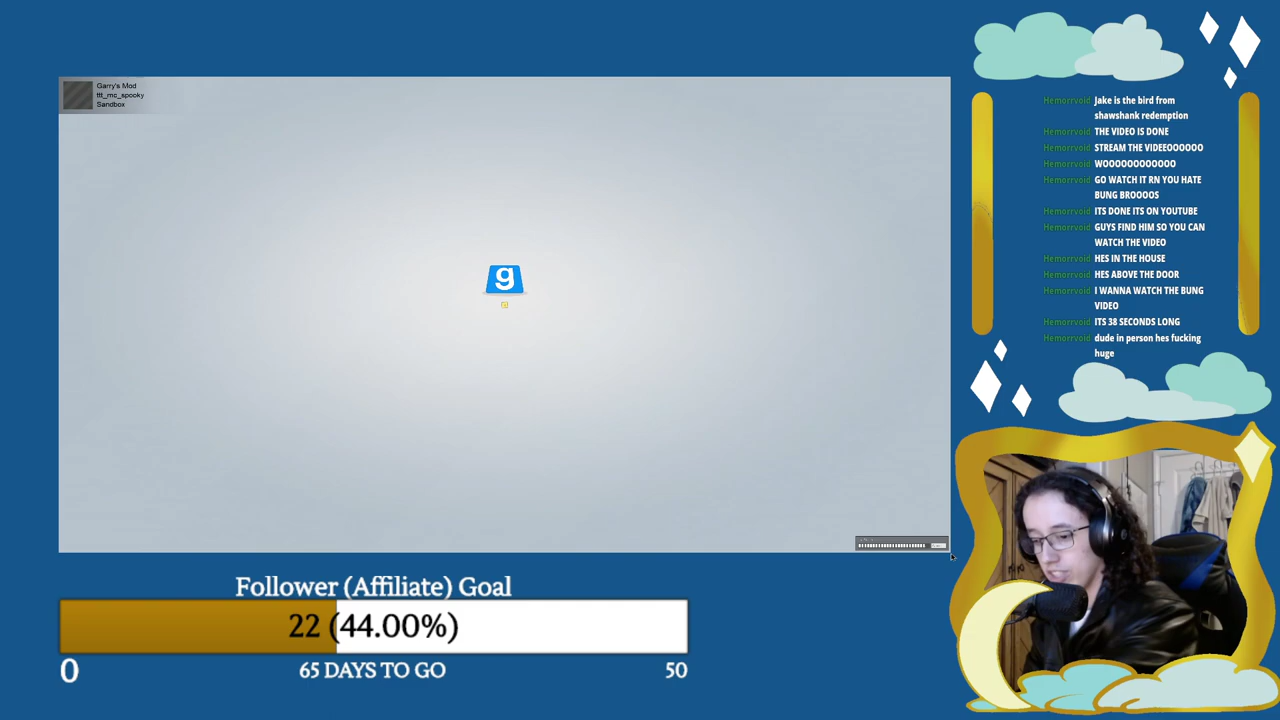 Garry's Mod
ttt_mc_spooky
Sandbox
g
Hemorrvoid Jake is the bird from
shawshank redemption
Hemorrvoid THE VIDEO IS DONE
Hemorrvoid STREAM THE VIDEEOOOOOO
Hemorrvoid WOOOOOOOOOOOO
Hemorrvoid GO WATCH IT RN YOU HATE
BUNG BROOOOS
Hemorrvoid ITS DONE ITS ON YOUTUBE
Hemorrvoid GUYS FIND HIM SO YOU CAN
WATCH THE VIDEO
Hemorrvoid HES IN THE HOUSE
Hemorrvoid HES ABOVE THE DOOR
Hemorrvoid I WANNA WATCH THE BUNG
VIDEO
Hemorrvoid ITS 38 SECONDS LONG
Hemorrvoid dude in person hes fucking
huge
Follower (Affiliate) Goal
22 (44.00%)
0 65 DAYS TO GO 50